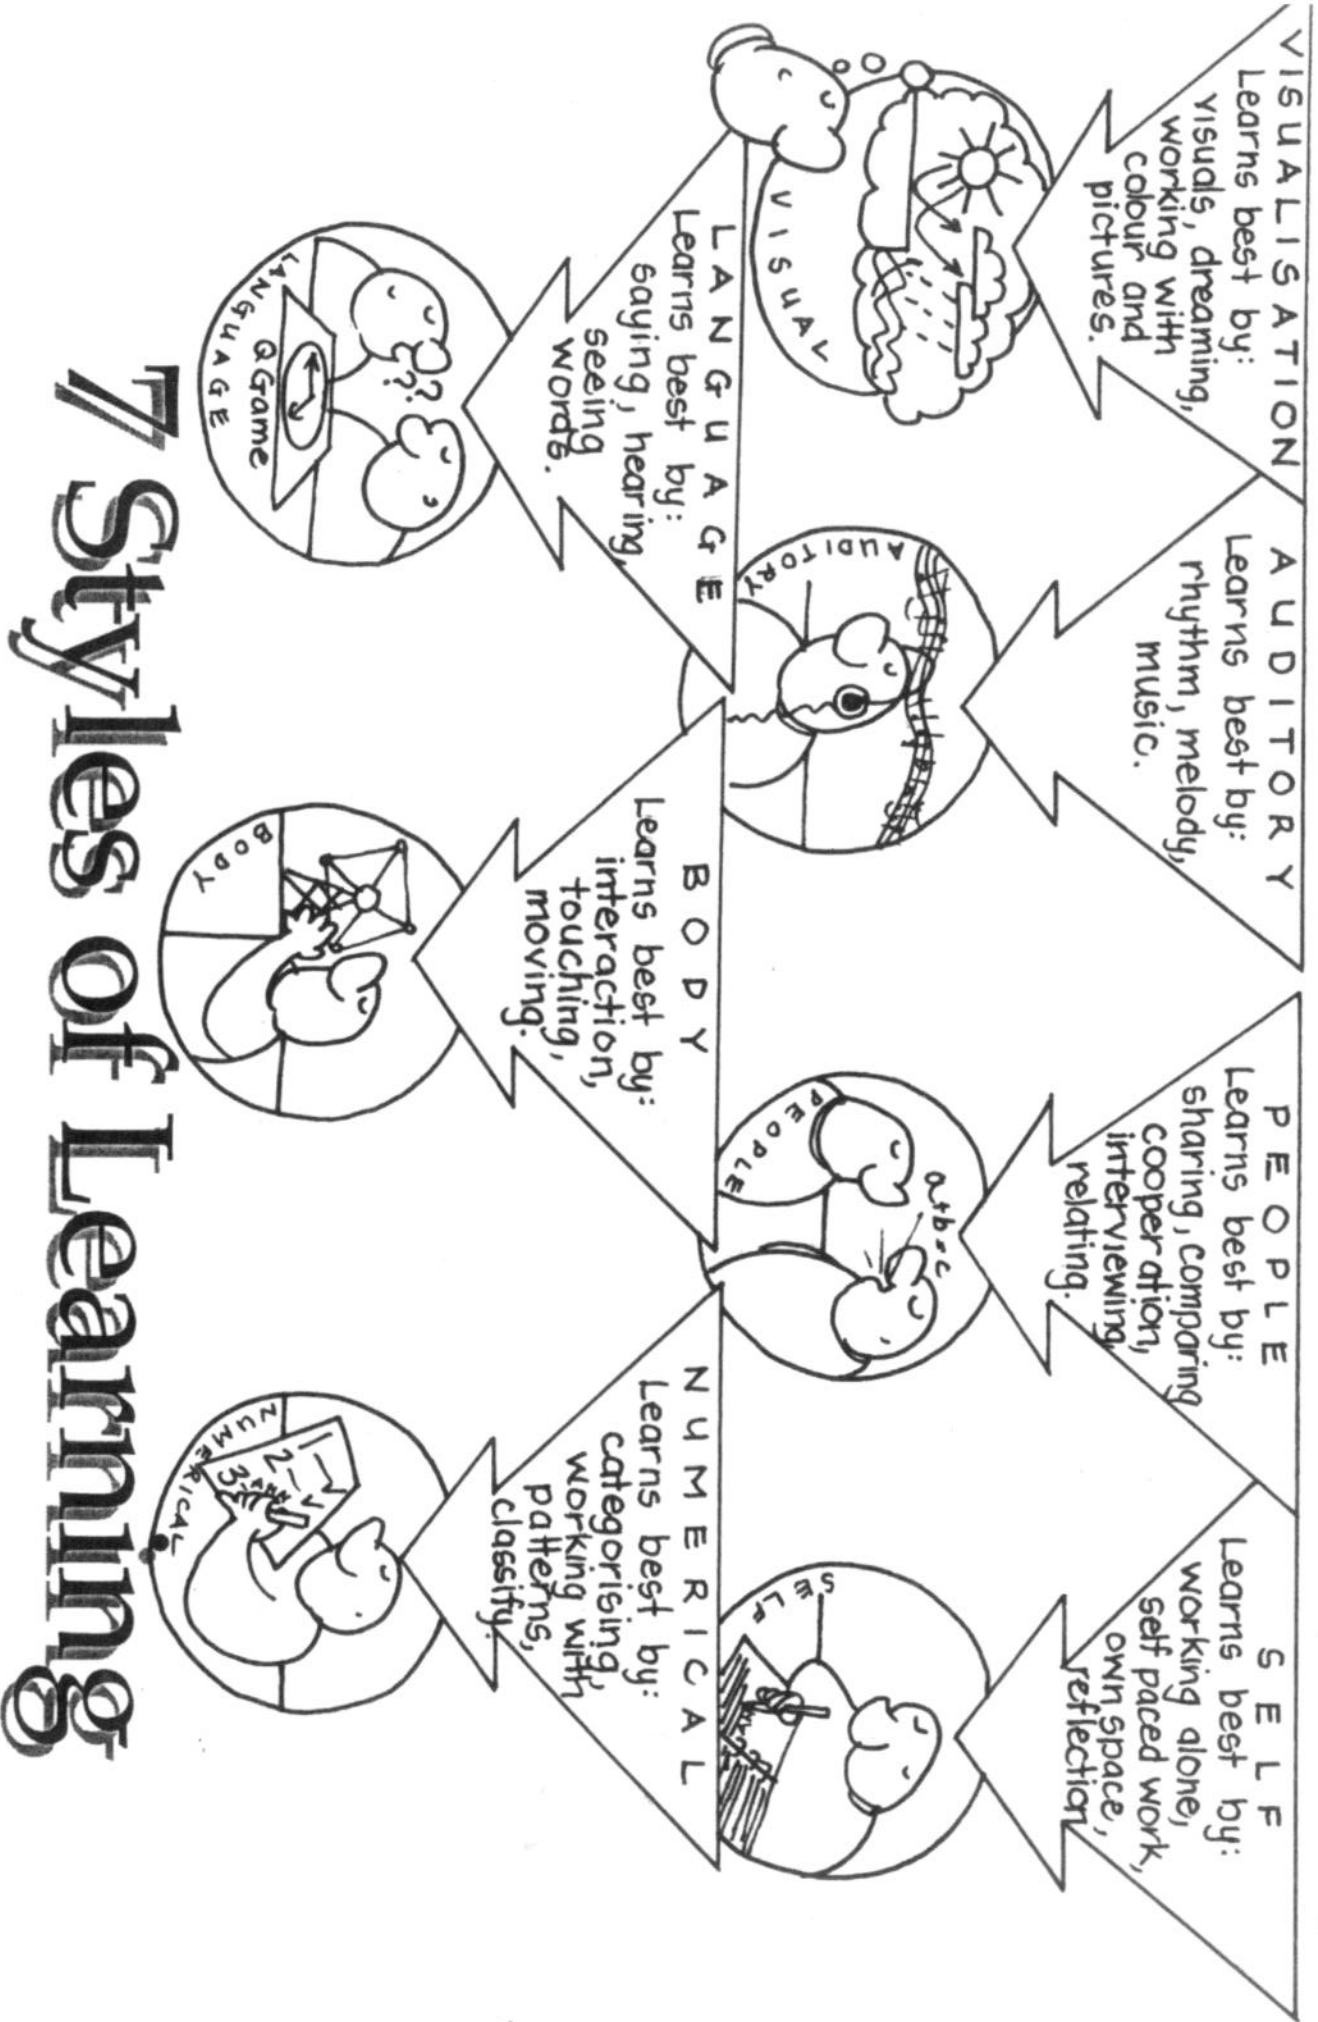 VISUALISATION
Learns best by:
visuals, dreaming,
working with
colour and
pictures.
VISUAL
AUDITORY
Learns best by:
rhythm, melody,
music.
AUDITORY
PEOPLE
Learns best by:
sharing, comparing
cooperation,
interviewing,
relating.
a+b=c
PEOPLE
SELF
Learns best by:
working alone,
self paced work,
own space,
reflection
SELF
LANGUAGE
Learns best by:
saying, hearing,
seeing
words.
???
QGame
LANGUAGE
BODY
Learns best by:
interaction,
touching,
moving.
BODY
NUMERICAL
Learns best by:
categorising,
working with
patterns,
classify.
2
3
NUMERICAL
7 Styles of Learning